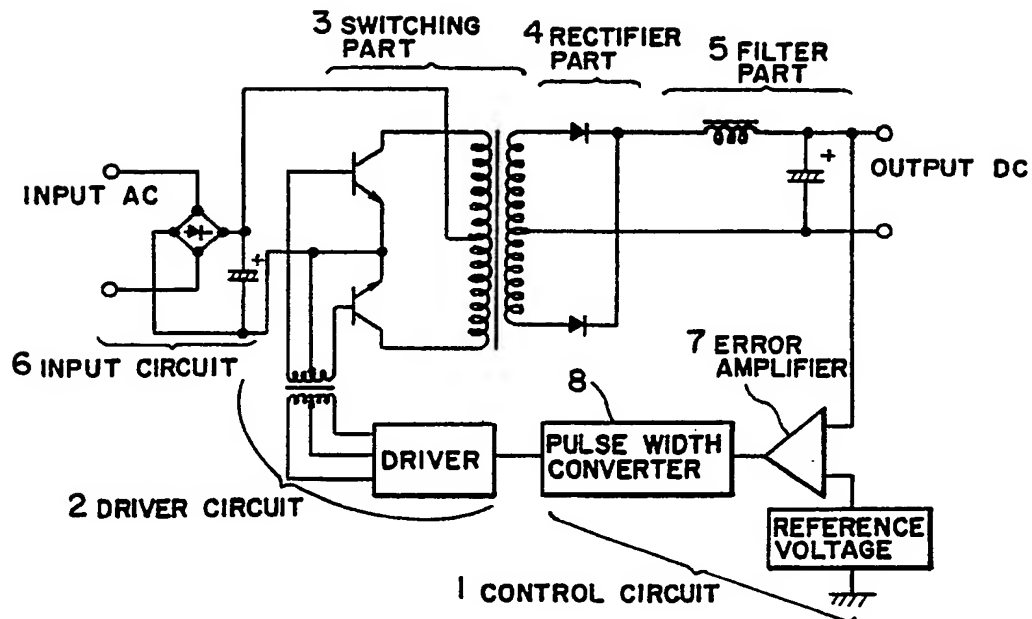 3 SWITCHING
PART
4 RECTIFIER
PART
5 FILTER
PART
INPUT AC
+
+
OUTPUT DC
6 INPUT CIRCUIT
7 ERROR
AMPLIFIER
8
DRIVER
PULSE WIDTH
CONVERTER
2 DRIVER CIRCUIT
REFERENCE
VOLTAGE
1 CONTROL CIRCUIT